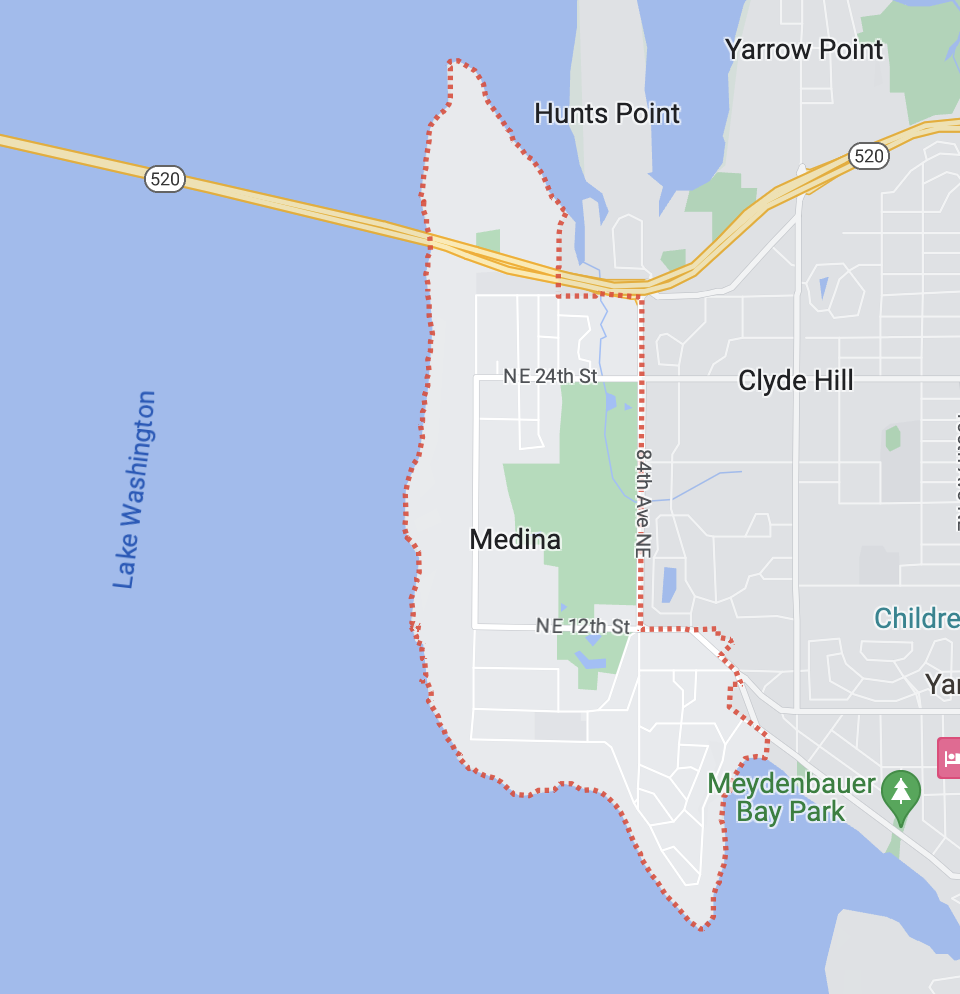 Yarrow Point
Hunts Point
520
520
NE 24th St
Clyde Hill
Lake Washington
84th Ave NE
Medina
NE 12th St
Childre
Yar
Meydenbauer
Bay Park